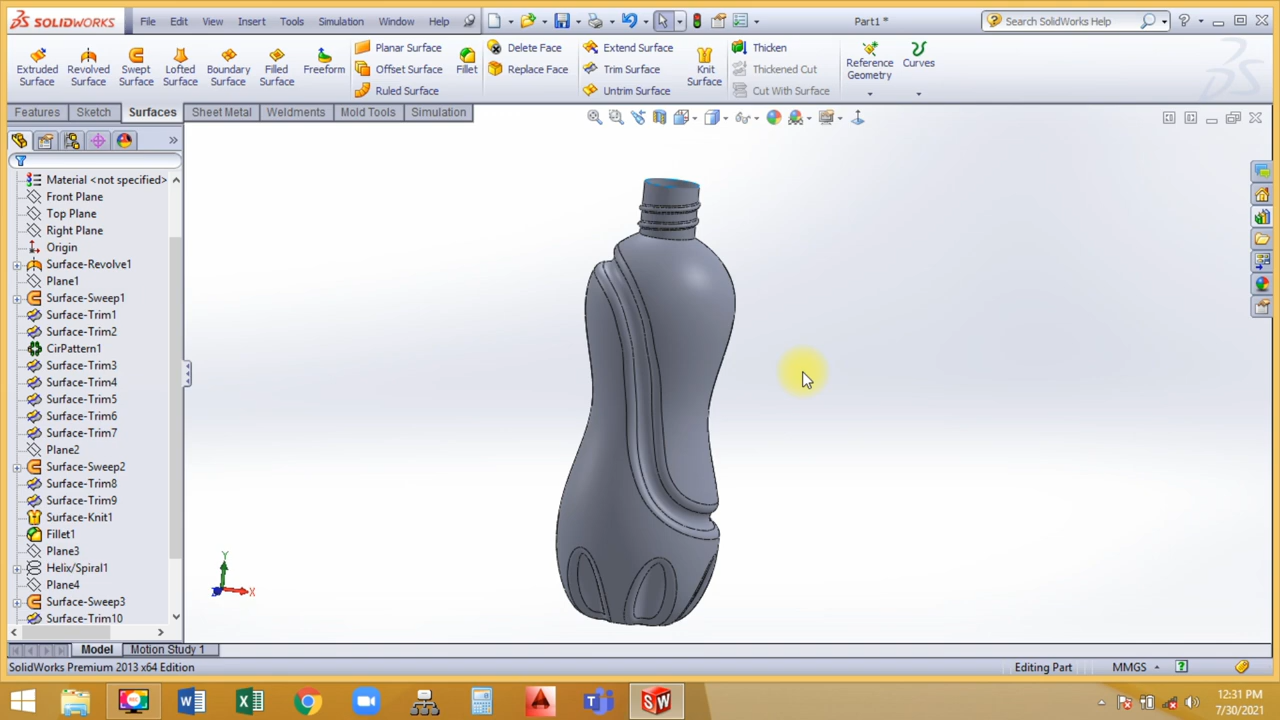 SOLIDWORKS File Edit View Insert Tools Simulation Window Help Part1 * Search SolidWorks Help
Extruded Surface
Revolved Surface
Swept Surface
Lofted Surface
Boundary Surface
Filled Surface
Freeform
Planar Surface
Offset Surface
Ruled Surface
Fillet
Delete Face
Replace Face
Extend Surface
Trim Surface
Untrim Surface
Knit Surface
Thicken
Thickened Cut
Cut With Surface
Reference Geometry
Curves
Features Sketch Surfaces Sheet Metal Weldments Mold Tools Simulation
Material <not specified>
Front Plane
Top Plane
Right Plane
Origin
Surface-Revolve1
Plane1
Surface-Sweep1
Surface-Trim1
Surface-Trim2
CirPattern1
Surface-Trim3
Surface-Trim4
Surface-Trim5
Surface-Trim6
Surface-Trim7
Plane2
Surface-Sweep2
Surface-Trim8
Surface-Trim9
Surface-Knit1
Fillet1
Plane3
Helix/Spiral1
Plane4
Surface-Sweep3
Surface-Trim10
Y
X
Model Motion Study 1
SolidWorks Premium 2013 x64 Edition Editing Part MMGS
12:31 PM
7/30/2021